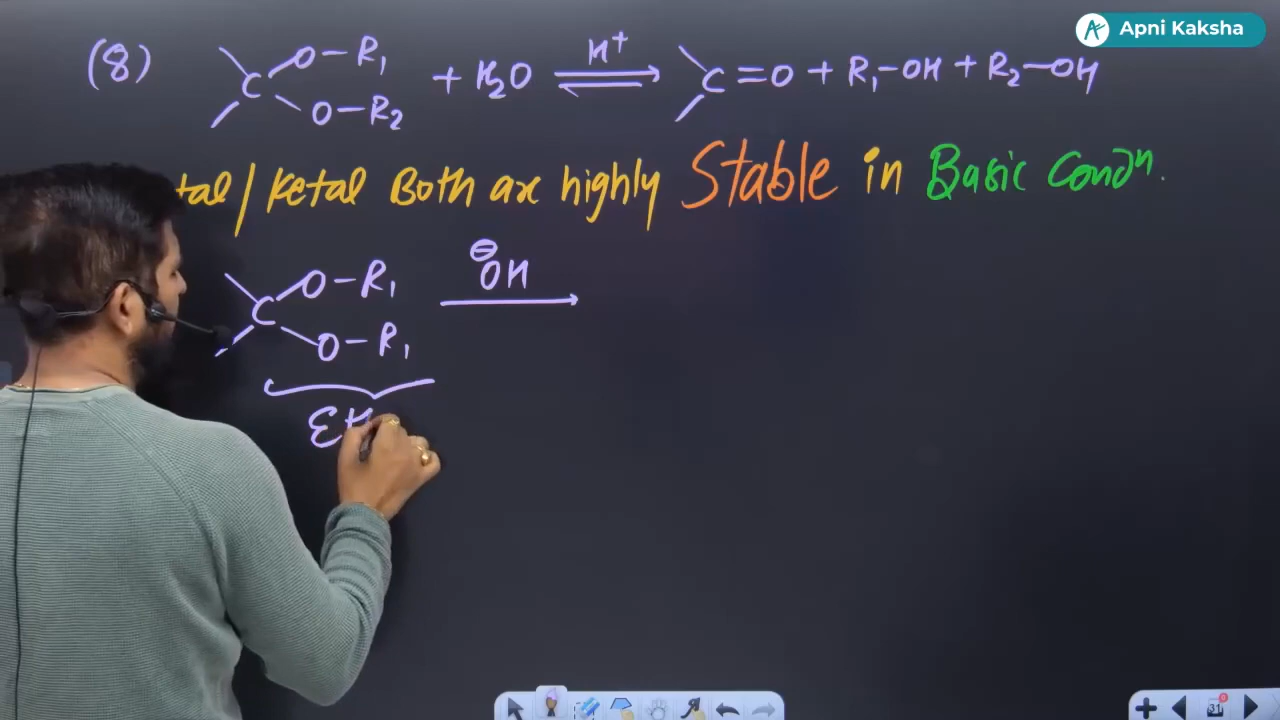 Apni Kaksha
(8) C O-R₁ O-R₂ + H₂O H⁺ ⇌ C=O + R₁-OH + R₂-OH
tal/Ketal Both are highly Stable in Basic Condⁿ.
C O-R₁ O-R₁ ⊖OH →
31